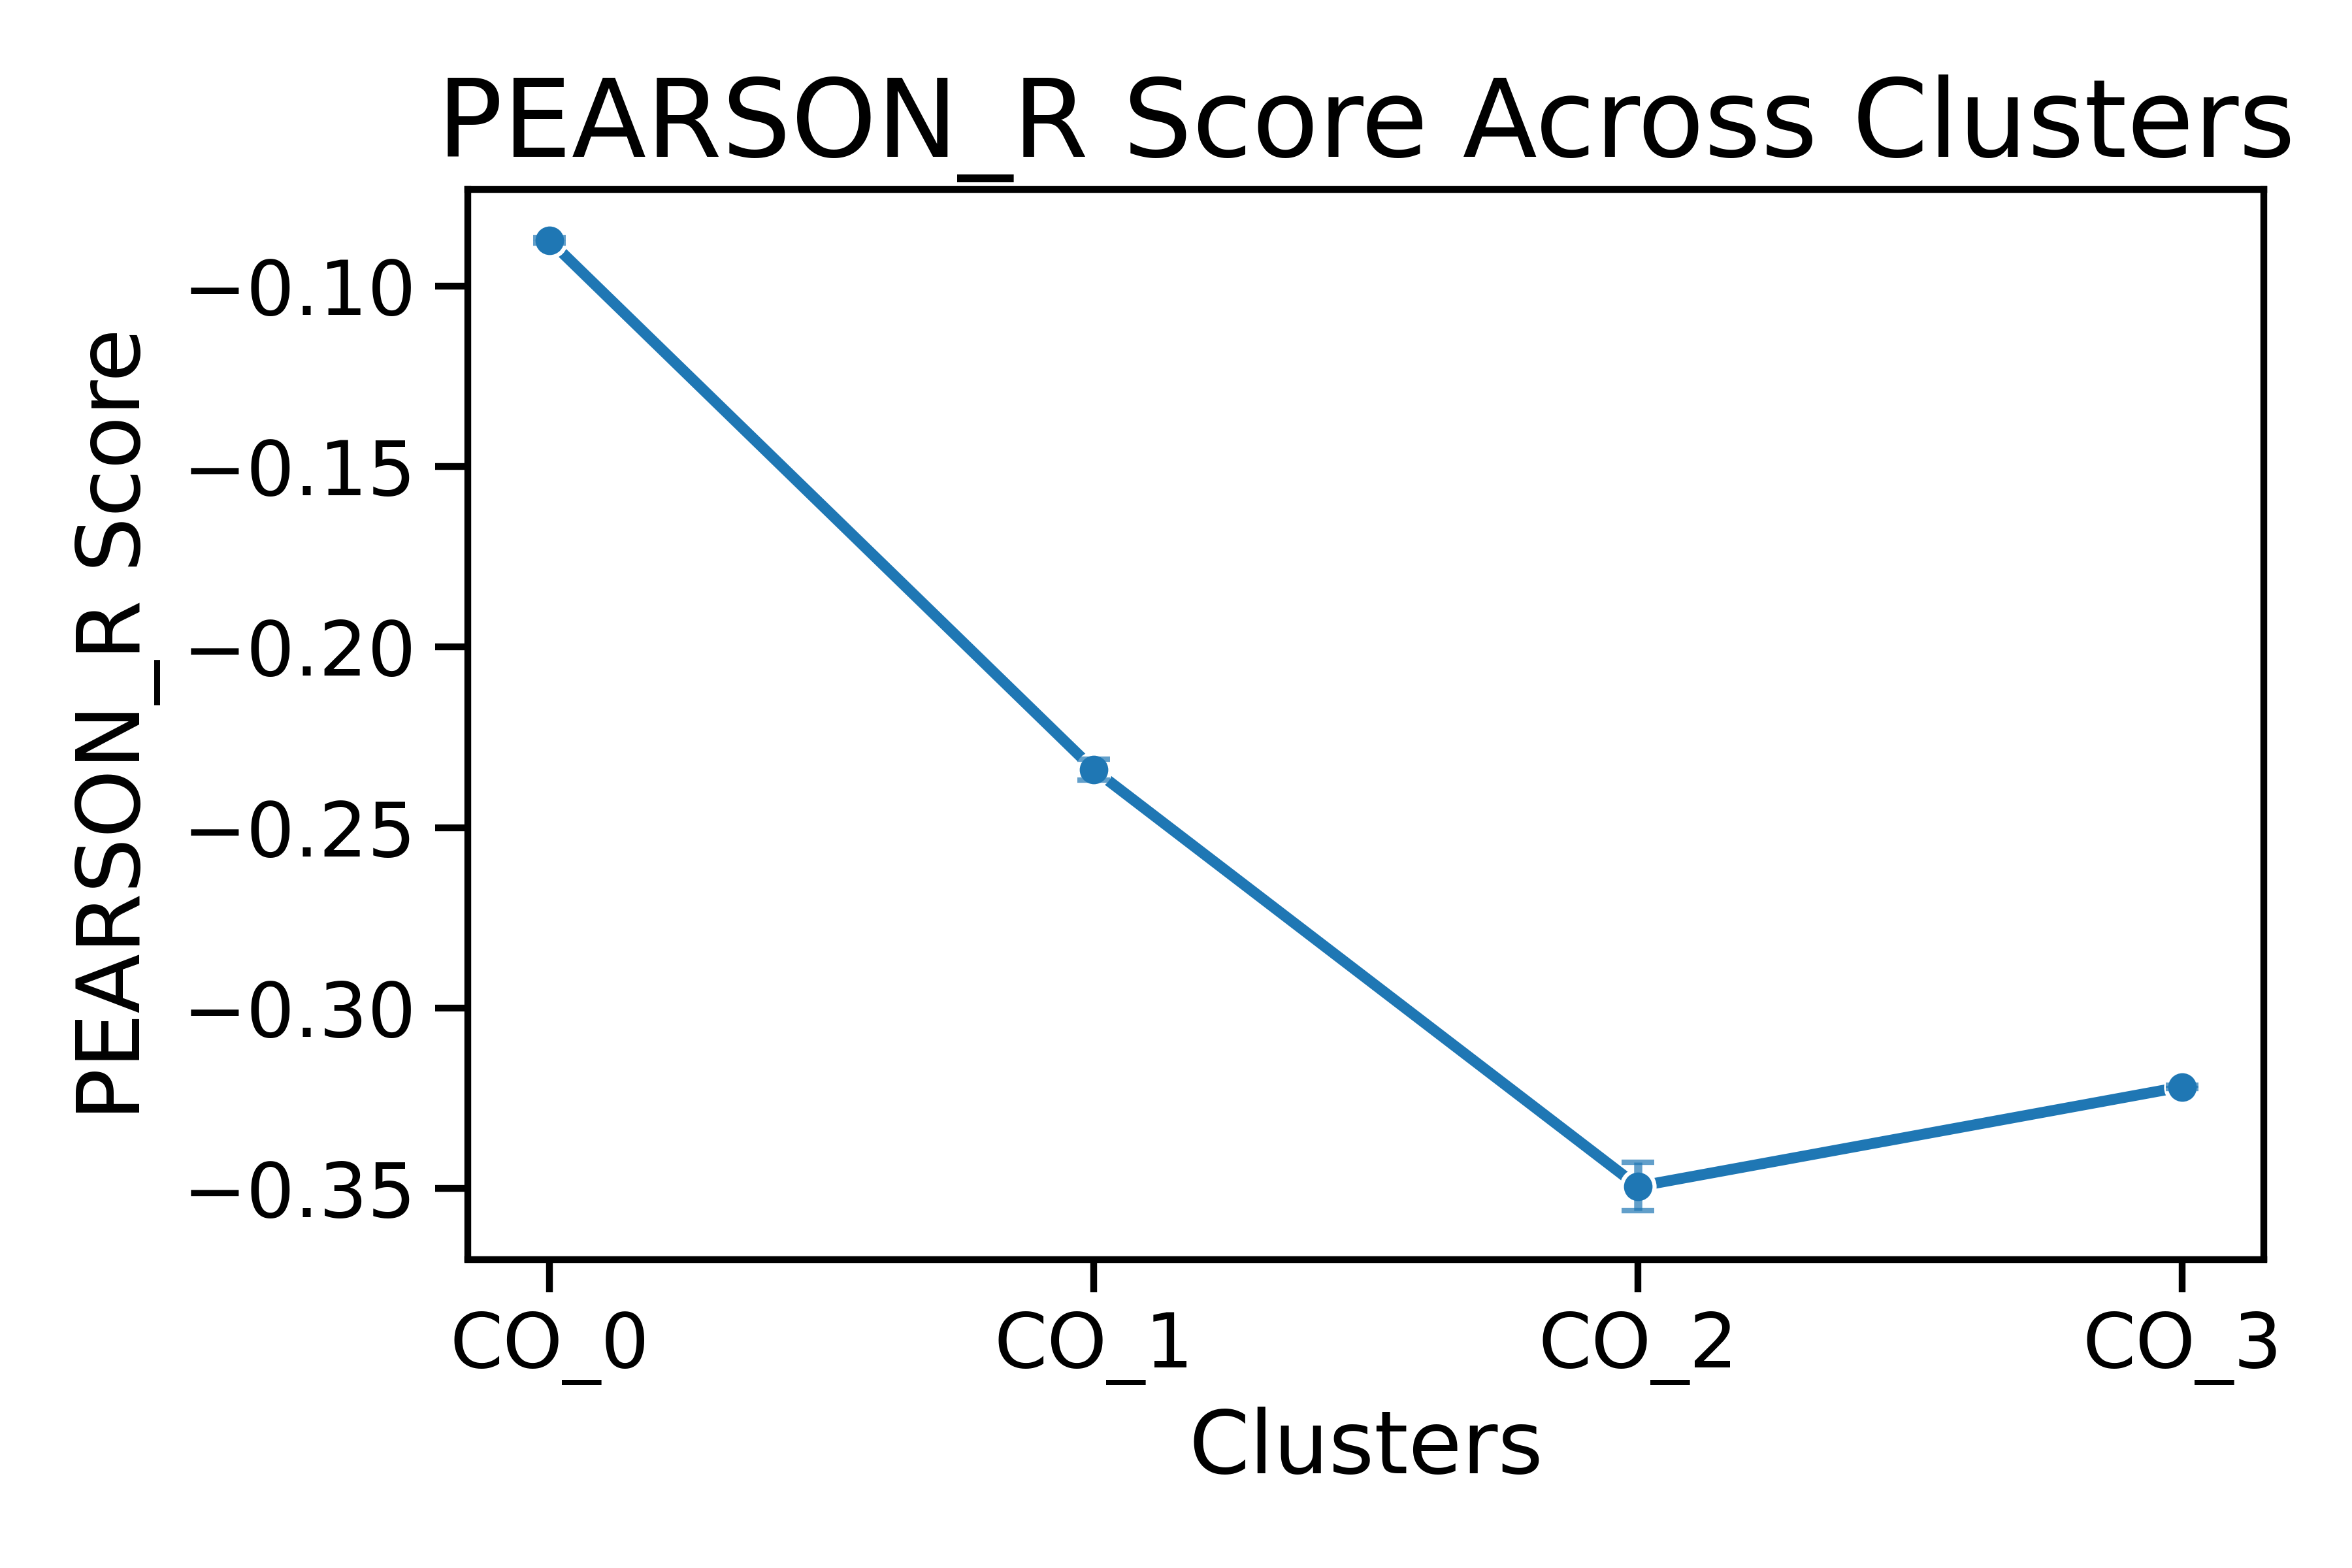 PEARSON_R Score Across Clusters
PEARSON_R Score
−0.10
−0.15
−0.20
−0.25
−0.30
−0.35
CO_0
CO_1
CO_2
CO_3
Clusters